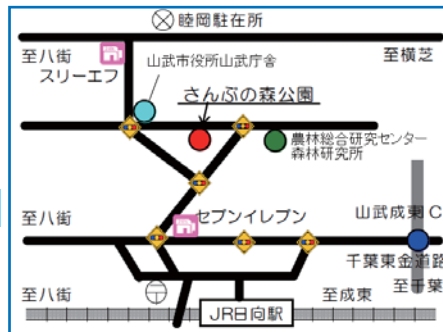 睦岡駐在所
至八街
至横芝
スリーエフ
山武市役所山武庁舎
さんぶの森公園
農林総合研究センター
森林研究所
至八街
セブンイレブン
山武成東 C
千葉東金道路
至千葉
至八街
至成東
JR日向駅